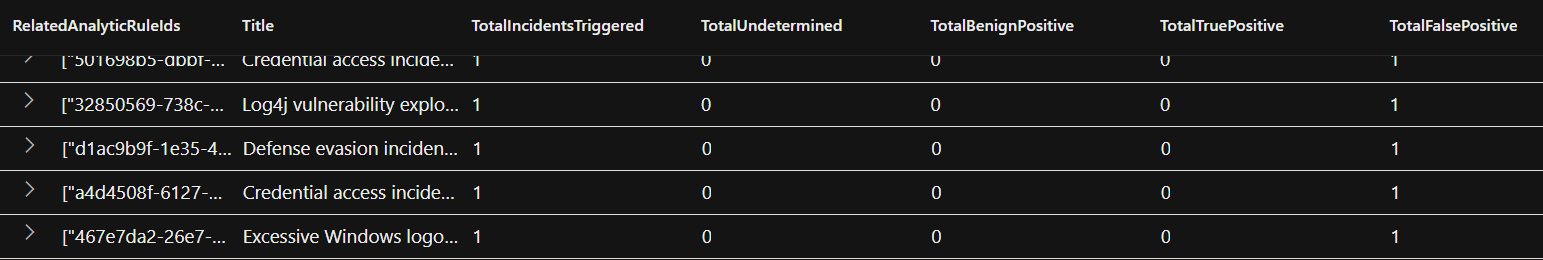 RelatedAnalyticRuleIds Title TotalIncidentsTriggered TotalUndetermined TotalBenignPositive TotalTruePositive TotalFalsePositive
["501698b5-dbbf-... Credential access incide... 1 0 0 0 1
["32850569-738c-... Log4j vulnerability explo... 1 0 0 0 1
["d1ac9b9f-1e35-4... Defense evasion inciden... 1 0 0 0 1
["a4d4508f-6127-... Credential access incide... 1 0 0 0 1
["467e7da2-26e7-... Excessive Windows logo... 1 0 0 0 1